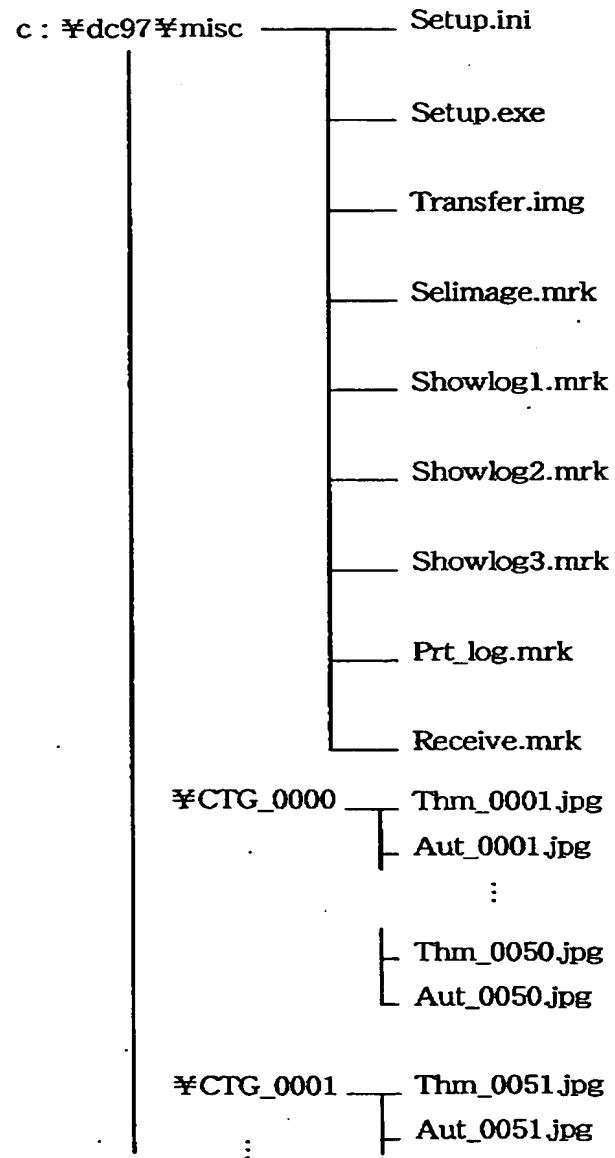 c : ¥dc97¥misc Setup.ini
Setup.exe
Transfer.img
Selimage.mrk
Showlog1.mrk
Showlog2.mrk
Showlog3.mrk
Prt_log.mrk
Receive.mrk
¥CTG_0000 Thm_0001.jpg
Aut_0001.jpg
⋮
Thm_0050.jpg
Aut_0050.jpg
¥CTG_0001 Thm_0051.jpg
Aut_0051.jpg
⋮